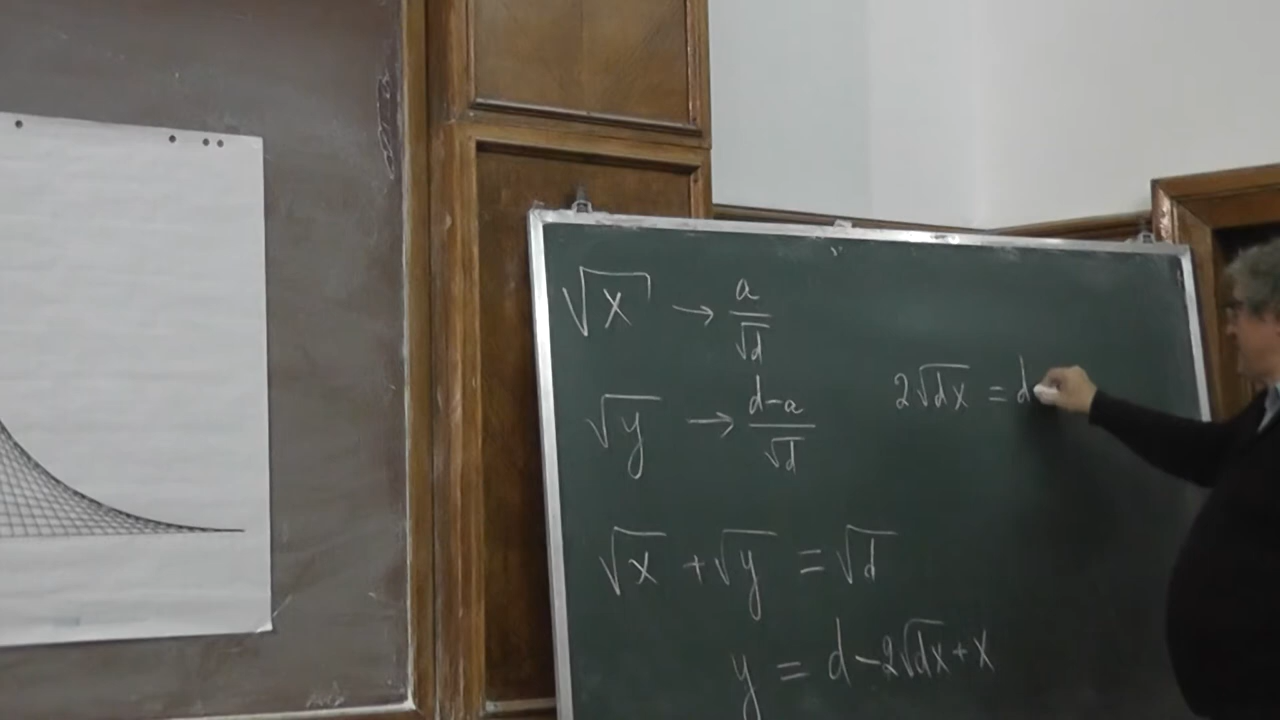 √x → a/√d
√y → d-a/√d
2√dx = d
√x + √y = √d
y = d - 2√dx + x